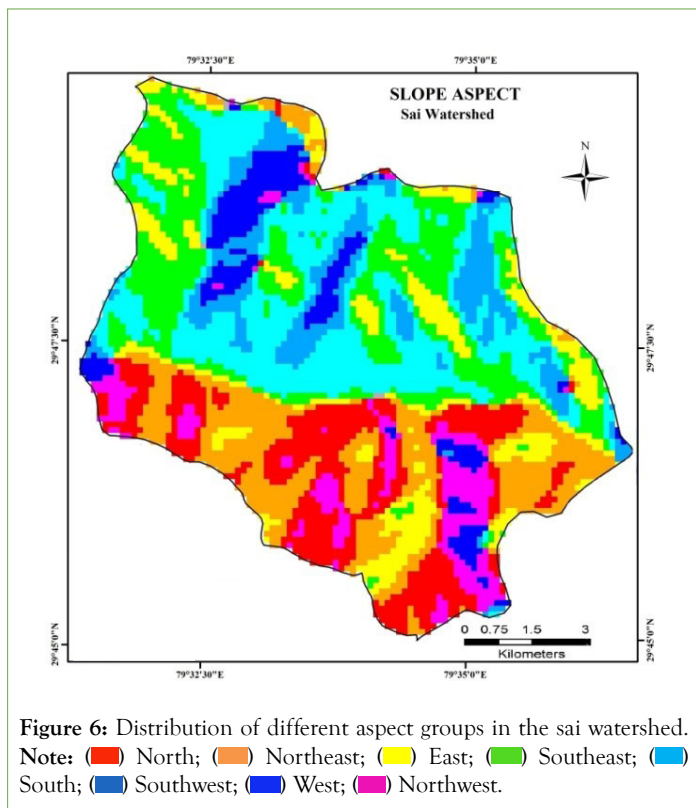 79°32'30"E
79°35'0"E
SLOPE ASPECT
Sai Watershed
N
29°47'30"N
29°47'30"N
29°45'0"N
29°45'0"N
0 0.75 1.5 3
Kilometers
79°32'30"E
79°35'0"E
Figure 6: Distribution of different aspect groups in the sai watershed.
Note: ( ) North; ( ) Northeast; ( ) East; ( ) Southeast; ( )
South; ( ) Southwest; ( ) West; ( ) Northwest.